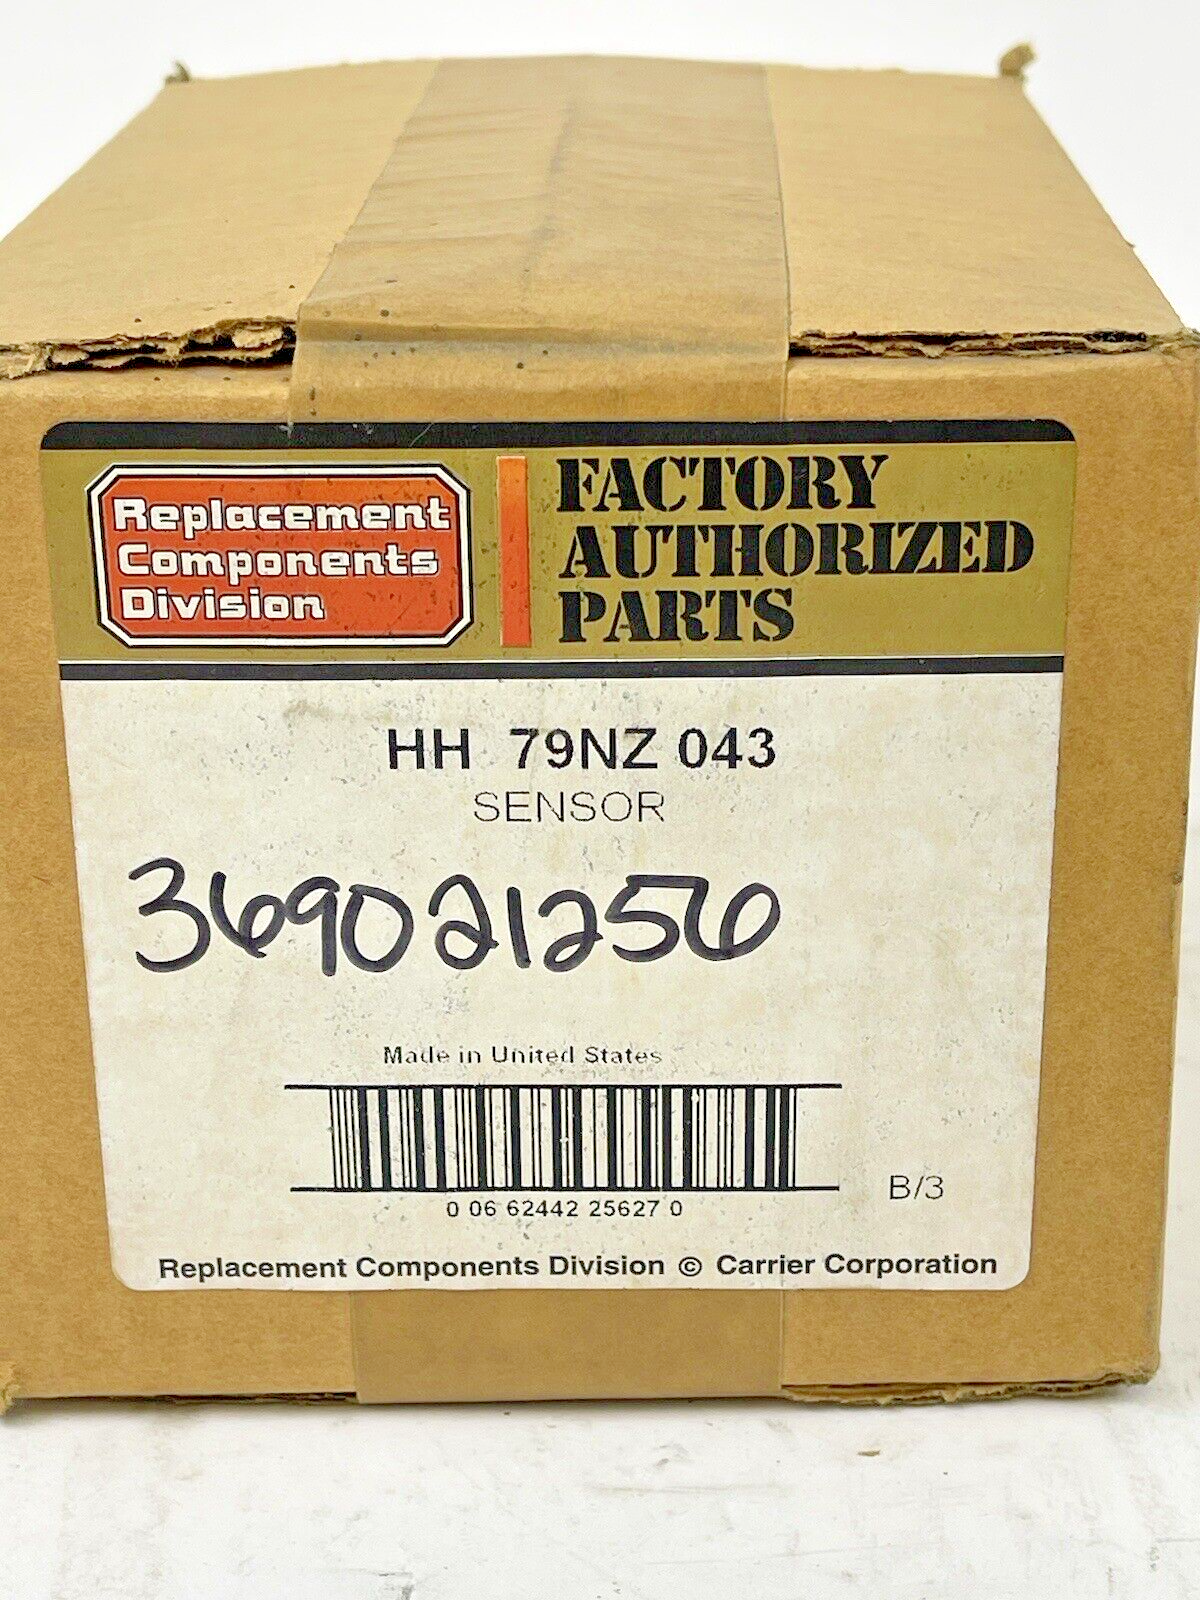 Replacement
Components
Division
FACTORY
AUTHORIZED
PARTS
HH 79NZ 043
SENSOR
369021256
Made in United States
0 06 62442 25627 0
B/3
Replacement Components Division © Carrier Corporation